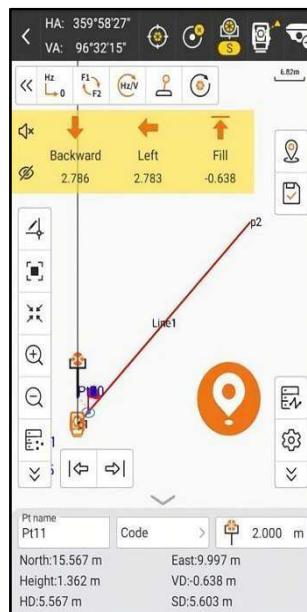 HA: 359°58'27"
VA: 96°32'15"
S
Hz
0
F1
F2
Hz/V
6.82m
Backward
Left
Fill
2.786
2.783
-0.638
p2
Line1
Pt name
Pt11
Code
2.000 m
North:15.567 m
East:9.997 m
Height:1.362 m
VD:-0.638 m
HD:5.567 m
SD:5.603 m